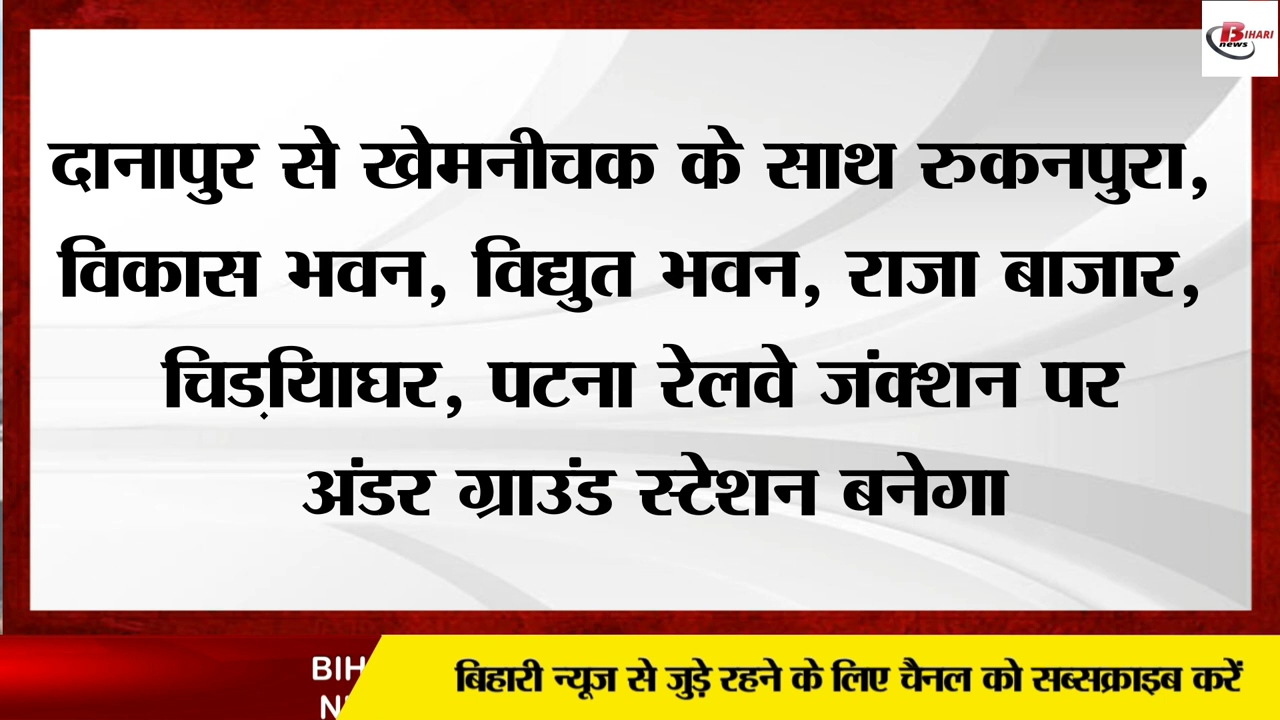 BIHARI
news
दानापुर से खेमनीचक के साथ रुकनपुरा,
विकास भवन, विद्युत भवन, राजा बाजार,
चिड़यिाघर, पटना रेलवे जंक्शन पर
अंडर ग्राउंड स्टेशन बनेगा
BIH
N
बिहारी न्यूज से जुड़े रहने के लिए चैनल को सब्सक्राइब करें